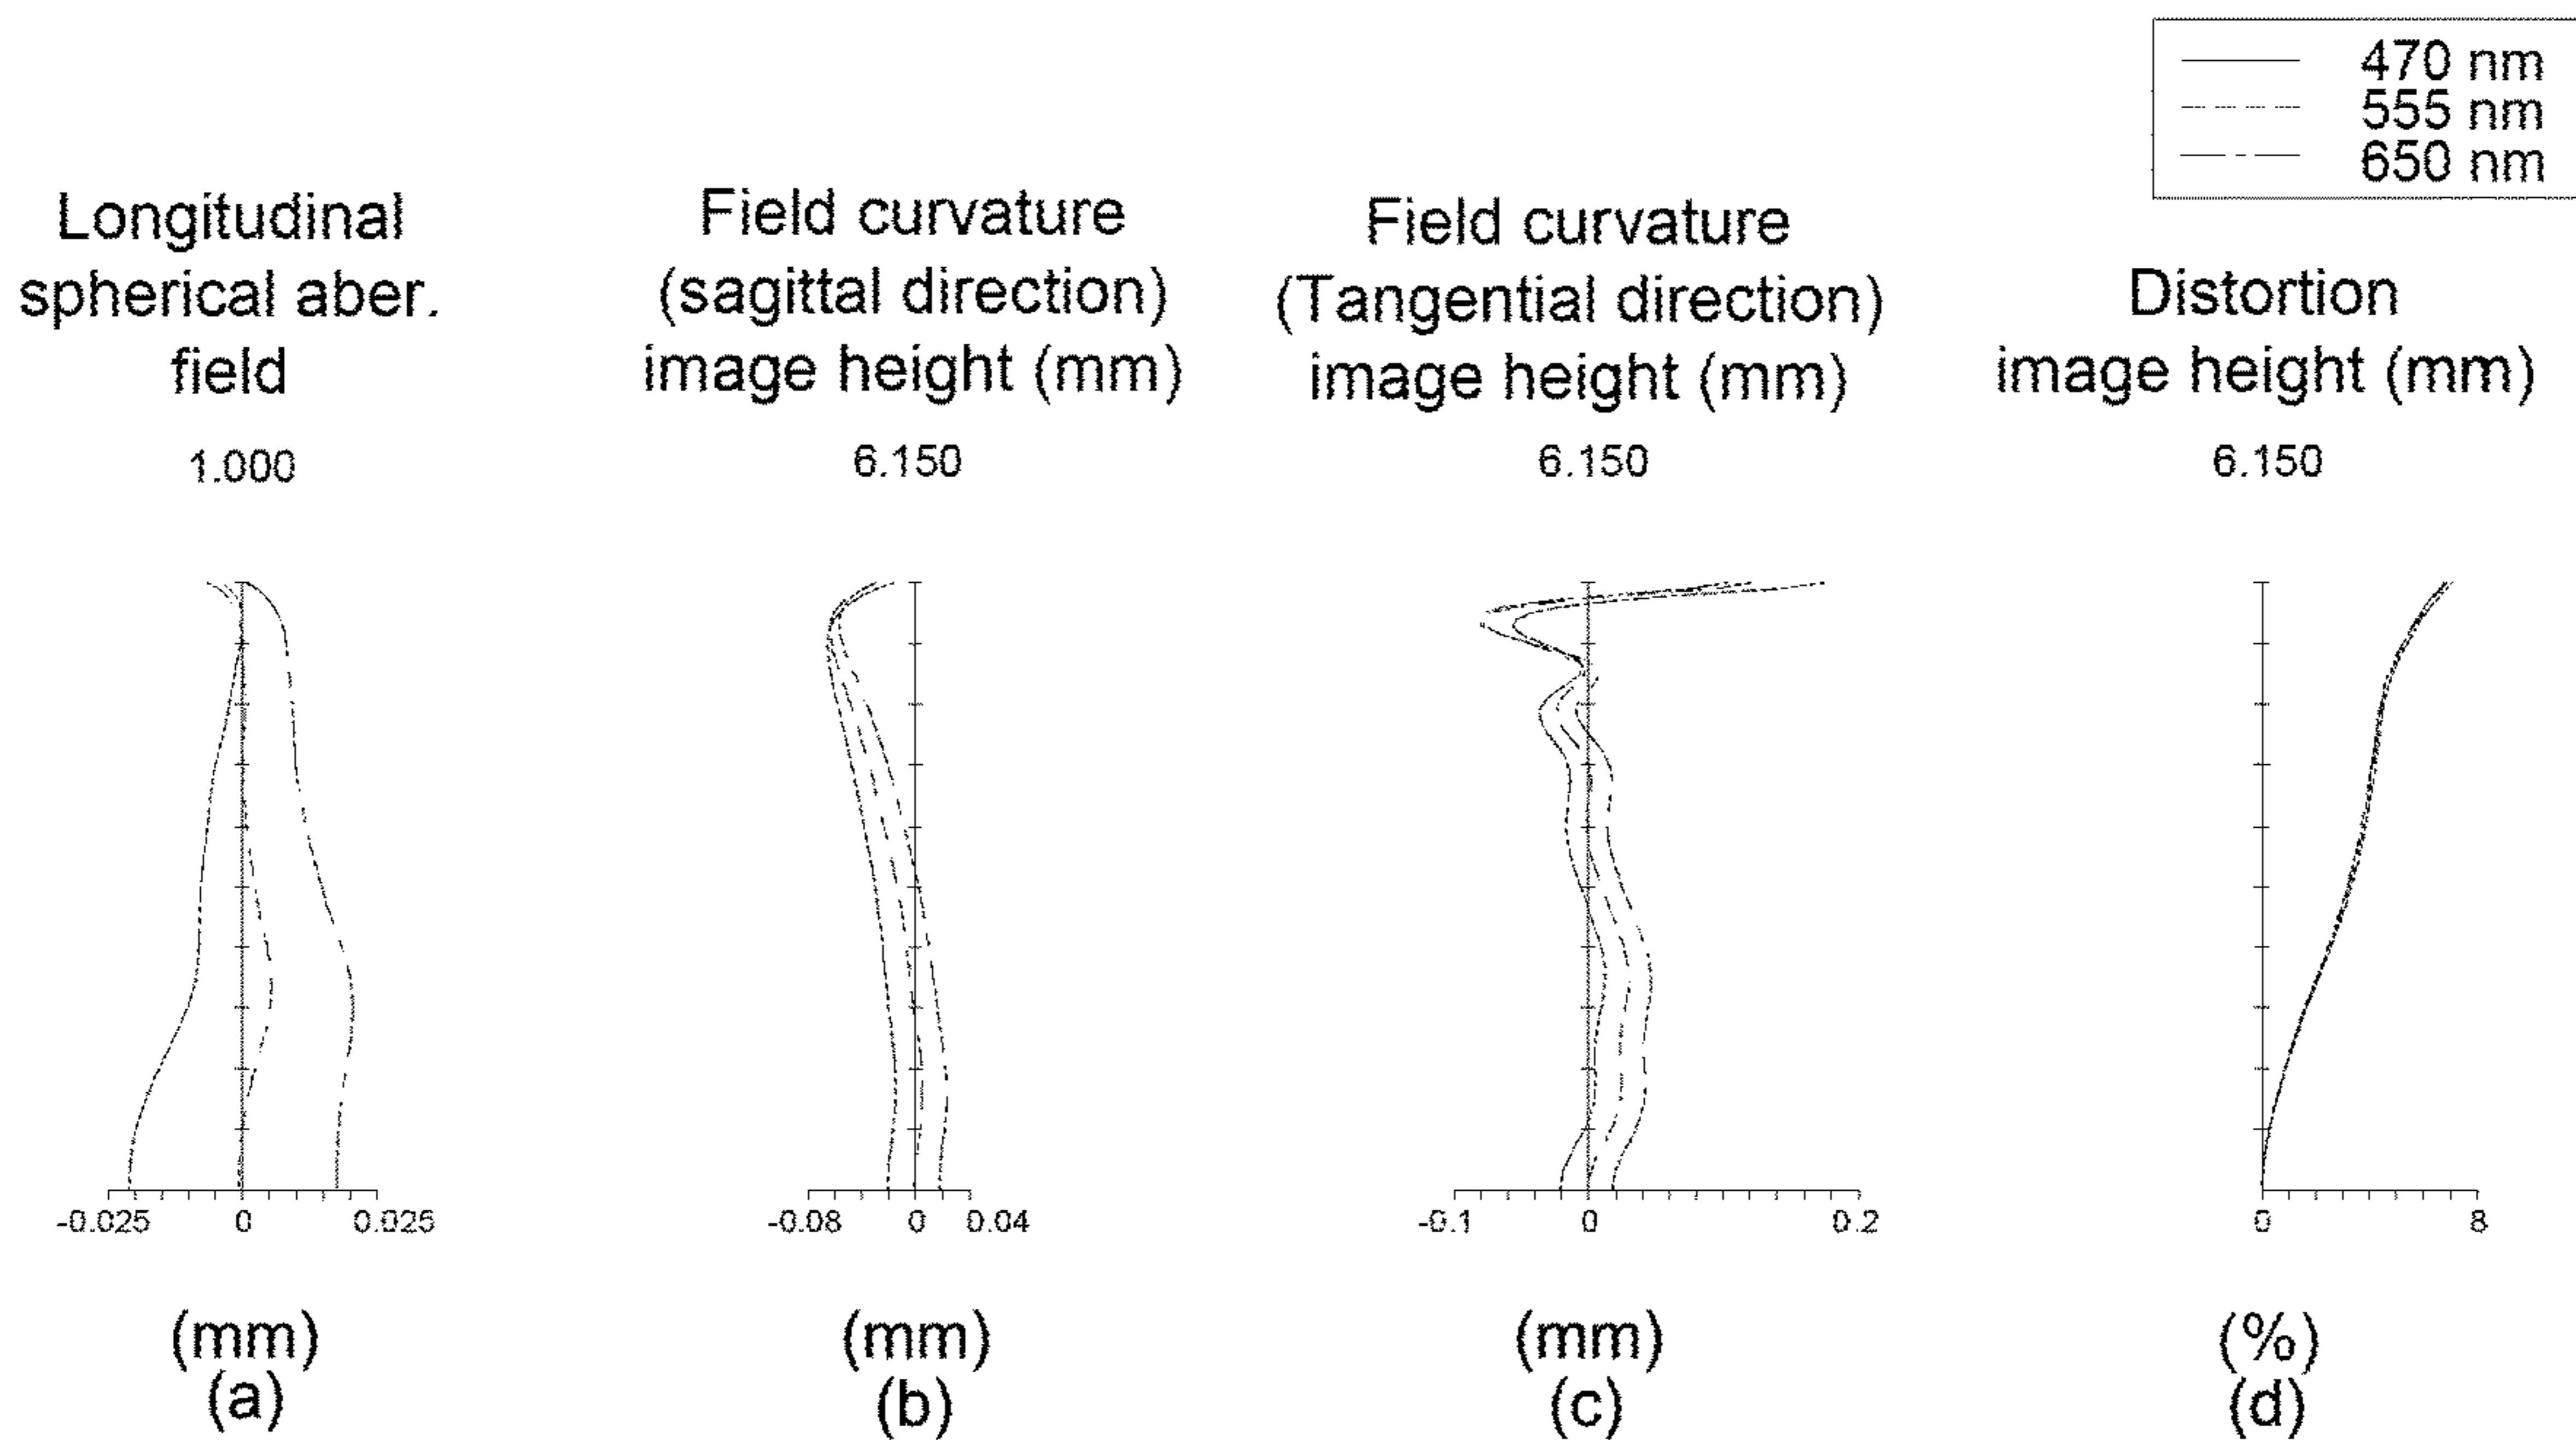 470 nm
555 nm
650 nm
Longitudinal
spherical aber.
field
1.000
Field curvature
(sagittal direction)
image height (mm)
6.150
Field curvature
(Tangential direction)
image height (mm)
6.150
Distortion
image height (mm)
6.150
-0.025 0 0.025
-0.08 0 0.04
-0.1 0 0.2
0 8
(mm)
(a)
(mm)
(b)
(mm)
(c)
(%)
(d)